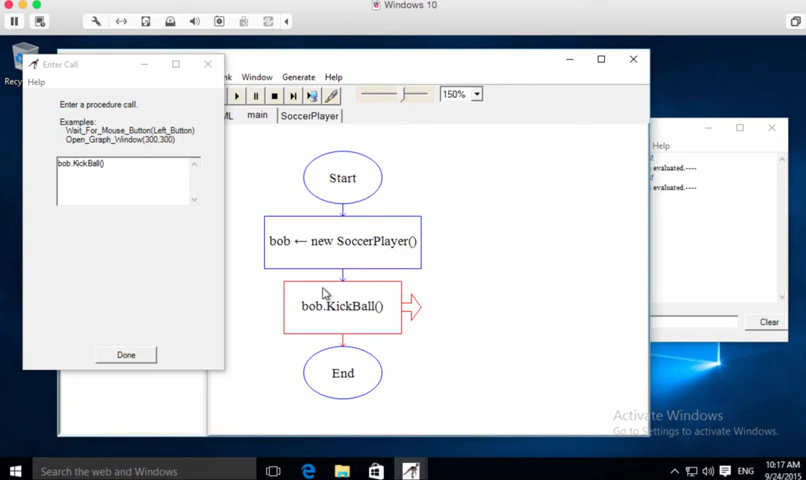 Windows 10
Recy
Enter Call
Help
Enter a procedure call.
Examples:
Wait_For_Mouse_Button(Left_Button)
Open_Graph_Window(300,300)
bob.KickBall()
Done
Window Generate Help
150%
main SoccerPlayer
Start
bob ← new SoccerPlayer()
bob.KickBall()
End
Help
evaluated.----
evaluated.----
Clear
Activate Windows
Go to Settings to activate Windows.
Search the web and Windows
ENG
10:17 AM
9/24/2015